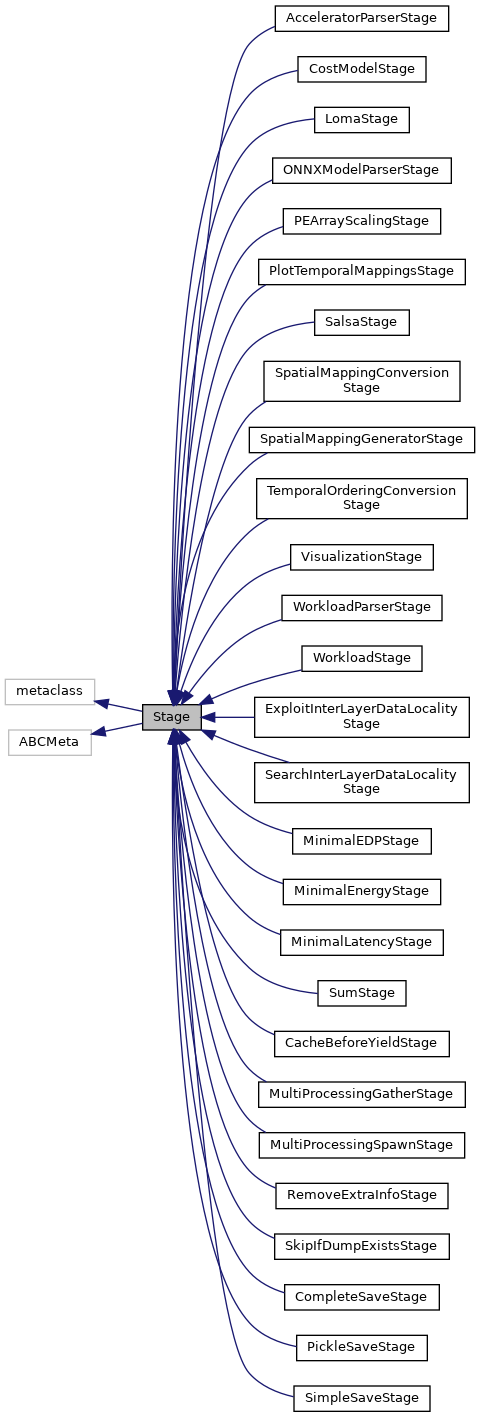 AcceleratorParserStage
CostModelStage
LomaStage
ONNXModelParserStage
PEArrayScalingStage
PlotTemporalMappingsStage
SalsaStage
SpatialMappingConversion
Stage
SpatialMappingGeneratorStage
TemporalOrderingConversion
Stage
VisualizationStage
WorkloadParserStage
WorkloadStage
metaclass
ABCMeta
Stage
ExploitInterLayerDataLocality
Stage
SearchInterLayerDataLocality
Stage
MinimalEDPStage
MinimalEnergyStage
MinimalLatencyStage
SumStage
CacheBeforeYieldStage
MultiProcessingGatherStage
MultiProcessingSpawnStage
RemoveExtraInfoStage
SkipIfDumpExistsStage
CompleteSaveStage
PickleSaveStage
SimpleSaveStage